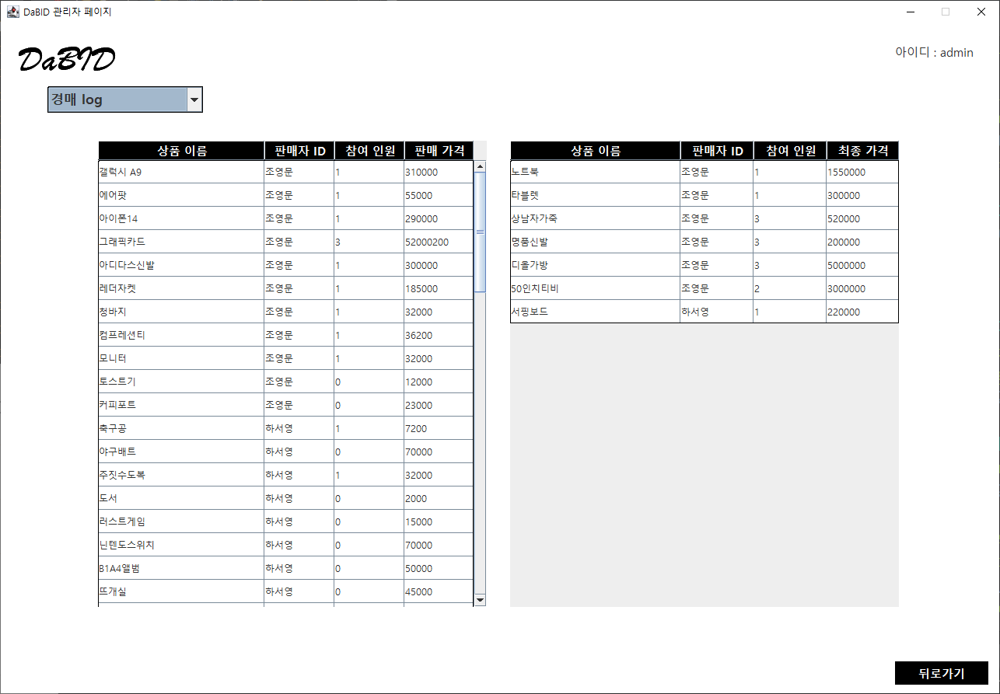 DaBID 관리자 페이지
DaBID
아이디 : admin
경매 log
상품 이름 판매자 ID 참여 인원 판매 가격
갤럭시 A9 조영문 1 310000
에어팟 조영문 1 55000
아이폰14 조영문 1 290000
그래픽카드 조영문 3 52000200
아디다스신발 조영문 1 300000
레더자켓 조영문 1 185000
청바지 조영문 1 32000
컴프레션티 조영문 1 36200
모니터 조영문 1 32000
토스트기 조영문 0 12000
커피포트 조영문 0 23000
축구공 하서영 1 7200
야구배트 하서영 0 70000
주짓수도복 하서영 1 32000
도서 하서영 0 2000
러스트게임 하서영 0 15000
닌텐도스위치 하서영 0 70000
B1A4앨범 하서영 0 50000
뜨개실 하서영 0 45000
상품 이름 판매자 ID 참여 인원 최종 가격
노트북 조영문 1 1550000
타블렛 조영문 1 300000
상남자가죽 조영문 3 520000
명품신발 조영문 3 200000
디올가방 조영문 3 5000000
50인치티비 조영문 2 3000000
서핑보드 하서영 1 220000
뒤로가기